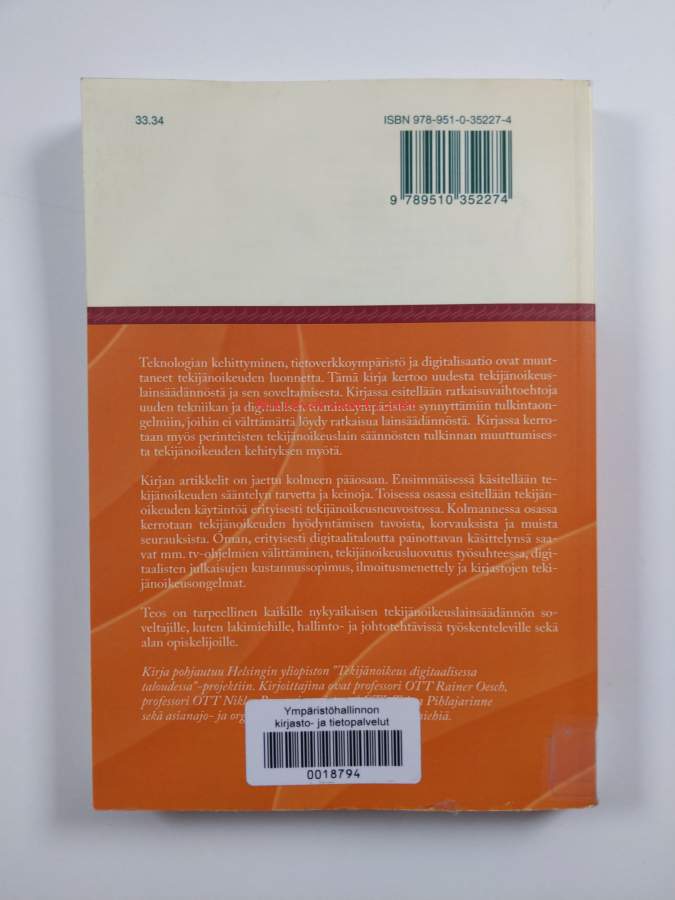 33.34
ISBN 978-951-0-35227-4
9 789510 352274
Teknologian kehittyminen, tietoverkkoympäristö ja digitalisaatio ovat muut-
taneet tekijänoikeuden luonnetta. Tämä kirja kertoo uudesta tekijänoikeus-
lainsäädännöstä ja sen soveltamisesta. Kirjassa esitellään ratkaisuvaihtoehtoja
uuden tekniikan ja digitaalisen toimintaympäristön synnyttämiin tulkintaon-
gelmiin, joihin ei välttämättä löydy ratkaisua lainsäädännöstä. Kirjassa kerro-
taan myös perinteisten tekijänoikeuslain säännösten tulkinnan muuttumises-
ta tekijänoikeuden kehityksen myötä.
Kirjan artikkelit on jaettu kolmeen pääosaan. Ensimmäisessä käsitellään te-
kijänoikeuden sääntelyn tarvetta ja keinoja. Toisessa osassa esitellään tekijän-
oikeuden käytäntöä erityisesti tekijänoikeusneuvostossa. Kolmannessa osassa
kerrotaan tekijänoikeuden hyödyntämisen tavoista, korvauksista ja muista
seurauksista. Oman, erityisesti digitaalitaloutta painottavan käsittelynsä saa-
vat mm. tv-ohjelmien välittäminen, tekijänoikeusluovutus työsuhteessa, digi-
taalisten julkaisujen kustannussopimus, ilmoitusmenettely ja kirjastojen teki-
jänoikeusongelmat.
Teos on tarpeellinen kaikille nykyaikaisen tekijänoikeuslainsäädännön so-
veltajille, kuten lakimiehille, hallinto- ja johtotehtävissä työskenteleville sekä
alan opiskelijoille.
Kirja pohjautuu Helsingin yliopiston "Tekijänoikeus digitaalisessa
taloudessa"-projektiin. Kirjoittajina ovat professori OTT Rainer Oesch,
professori OTT Pihlajarinne
sekä asianajo- ja
Ympäristöhallinnon
kirjasto- ja tietopalvelut
0018794